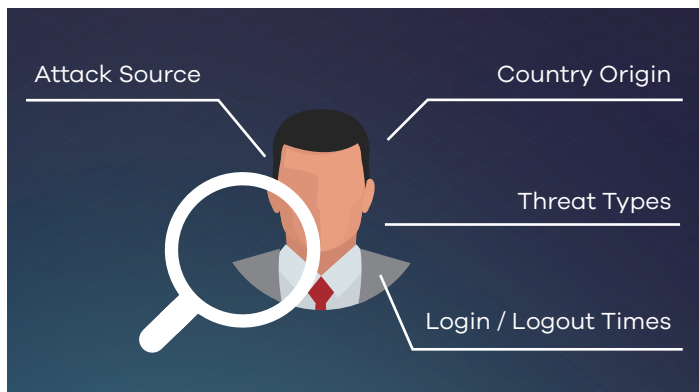 Attack Source
Country Origin
Threat Types
Login / Logout Times